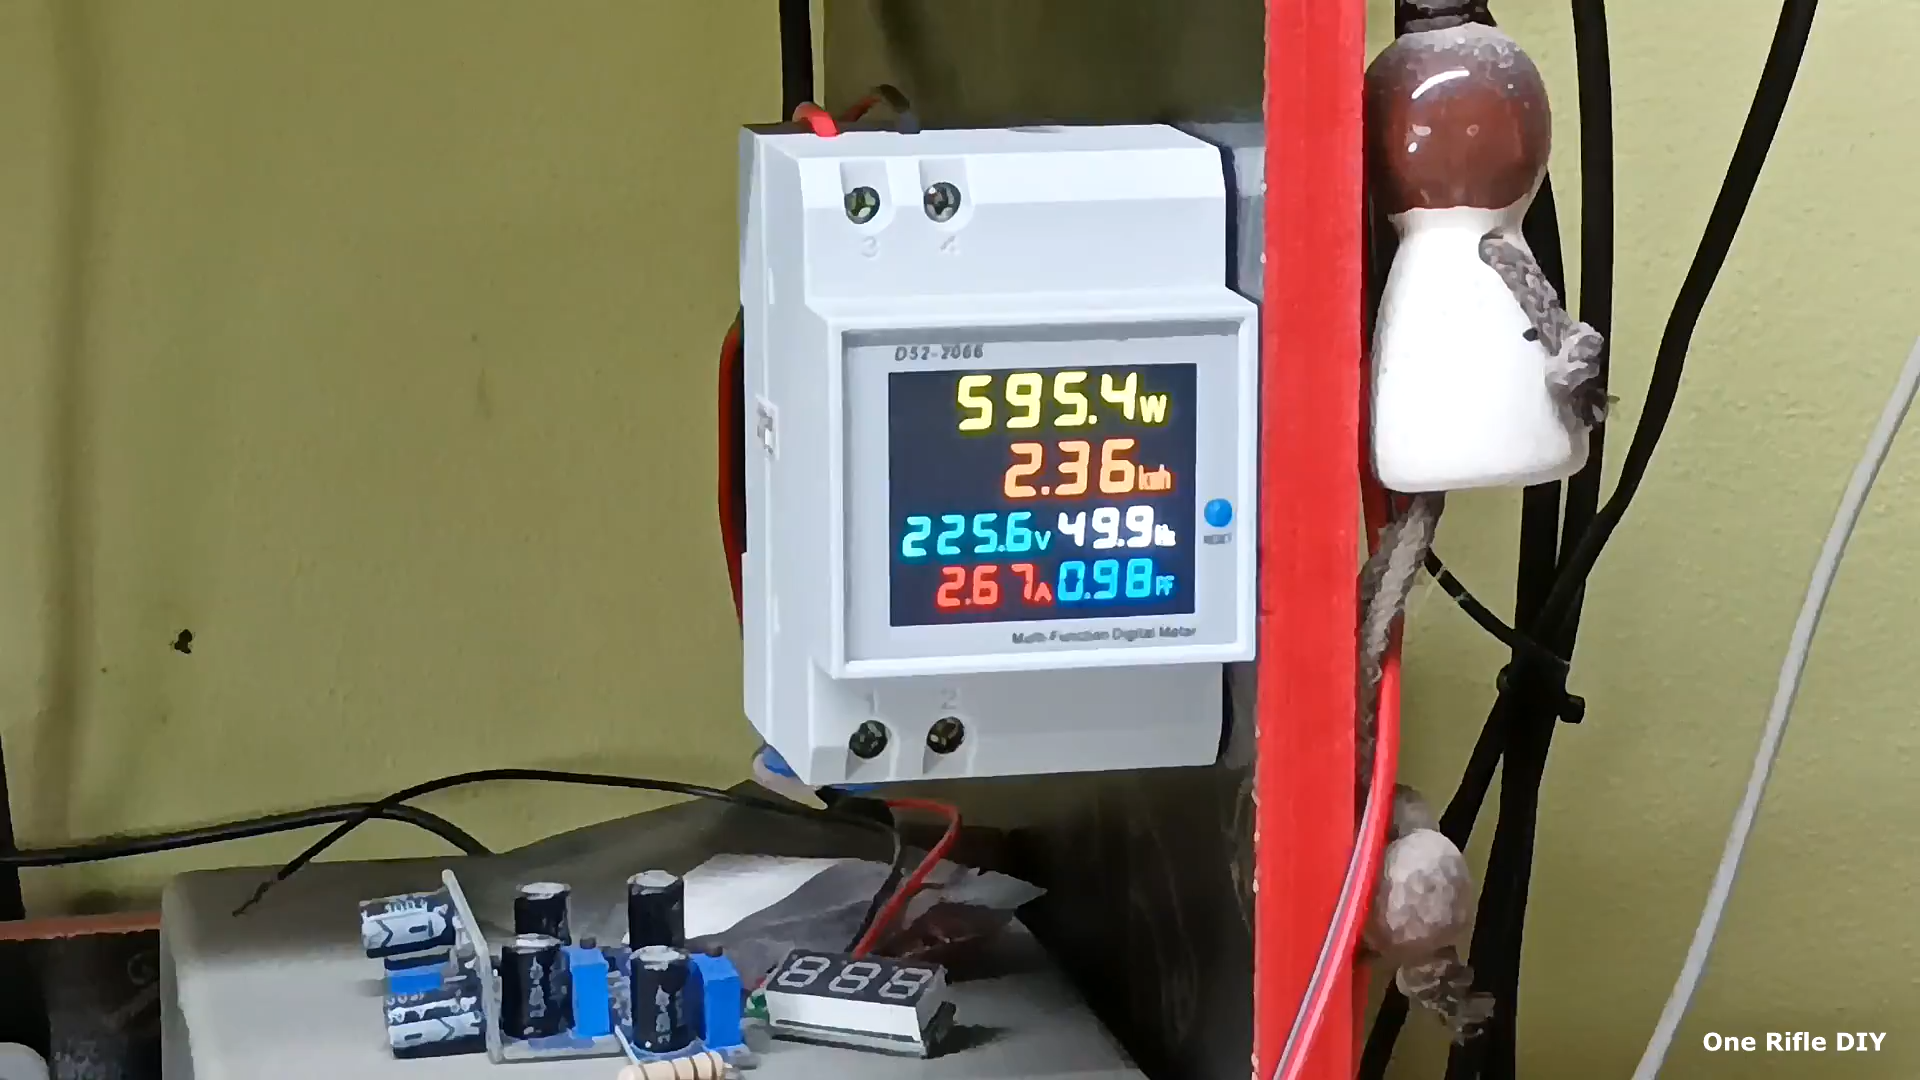 3 4
D52-2066
595.4W
2.36kwh
225.6V 49.9Hz
2.67A 0.98PF
RESET
Multi-Function Digital Meter
1 2
One Rifle DIY